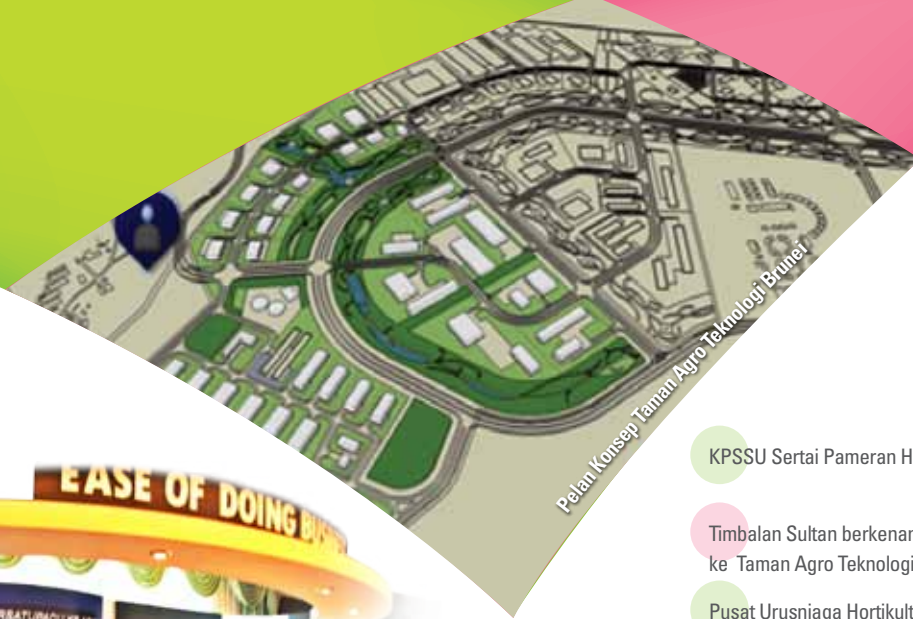 Pelan Konsep Taman Agro Teknologi Brunei
EASE OF DOING
KPSSU Sertai Pameran H
Timbalan Sultan berkenan
ke Taman Agro Teknologi
Pusat Urusniaga Hortikult